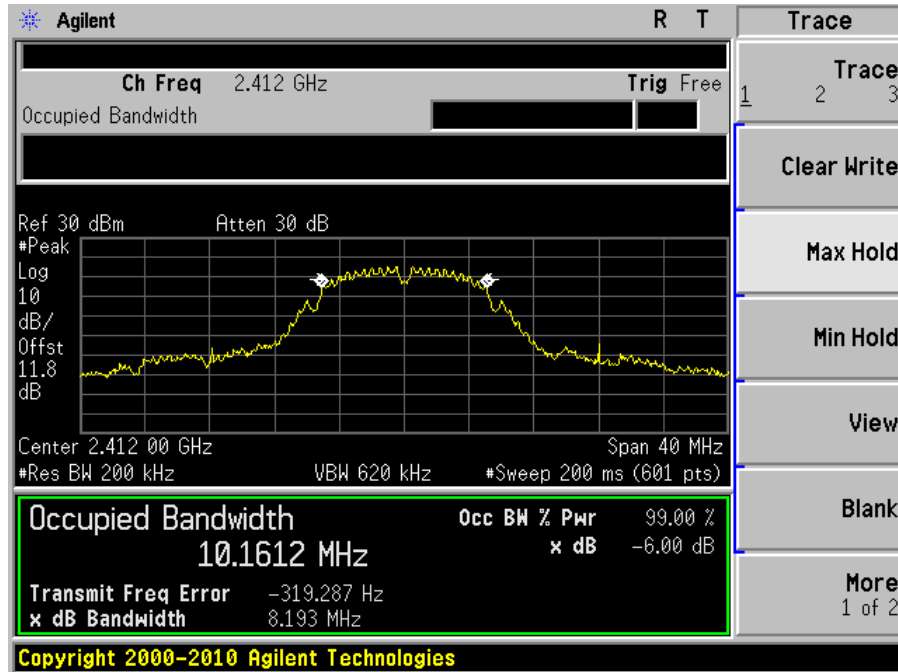 Agilent R T Trace
Ch Freq 2.412 GHz Trig Free
Occupied Bandwidth
Trace
1 2 3
Clear Write
Max Hold
Min Hold
View
Blank
More
1 of 2
Ref 30 dBm Atten 30 dB
#Peak
Log
10
dB/
Offst
11.8
dB
Center 2.412 00 GHz Span 40 MHz
#Res BW 200 kHz VBW 620 kHz #Sweep 200 ms (601 pts)
Occupied Bandwidth Occ BW % Pwr 99.00 %
10.1612 MHz x dB -6.00 dB
Transmit Freq Error -319.287 Hz
x dB Bandwidth 8.193 MHz
Copyright 2000-2010 Agilent Technologies